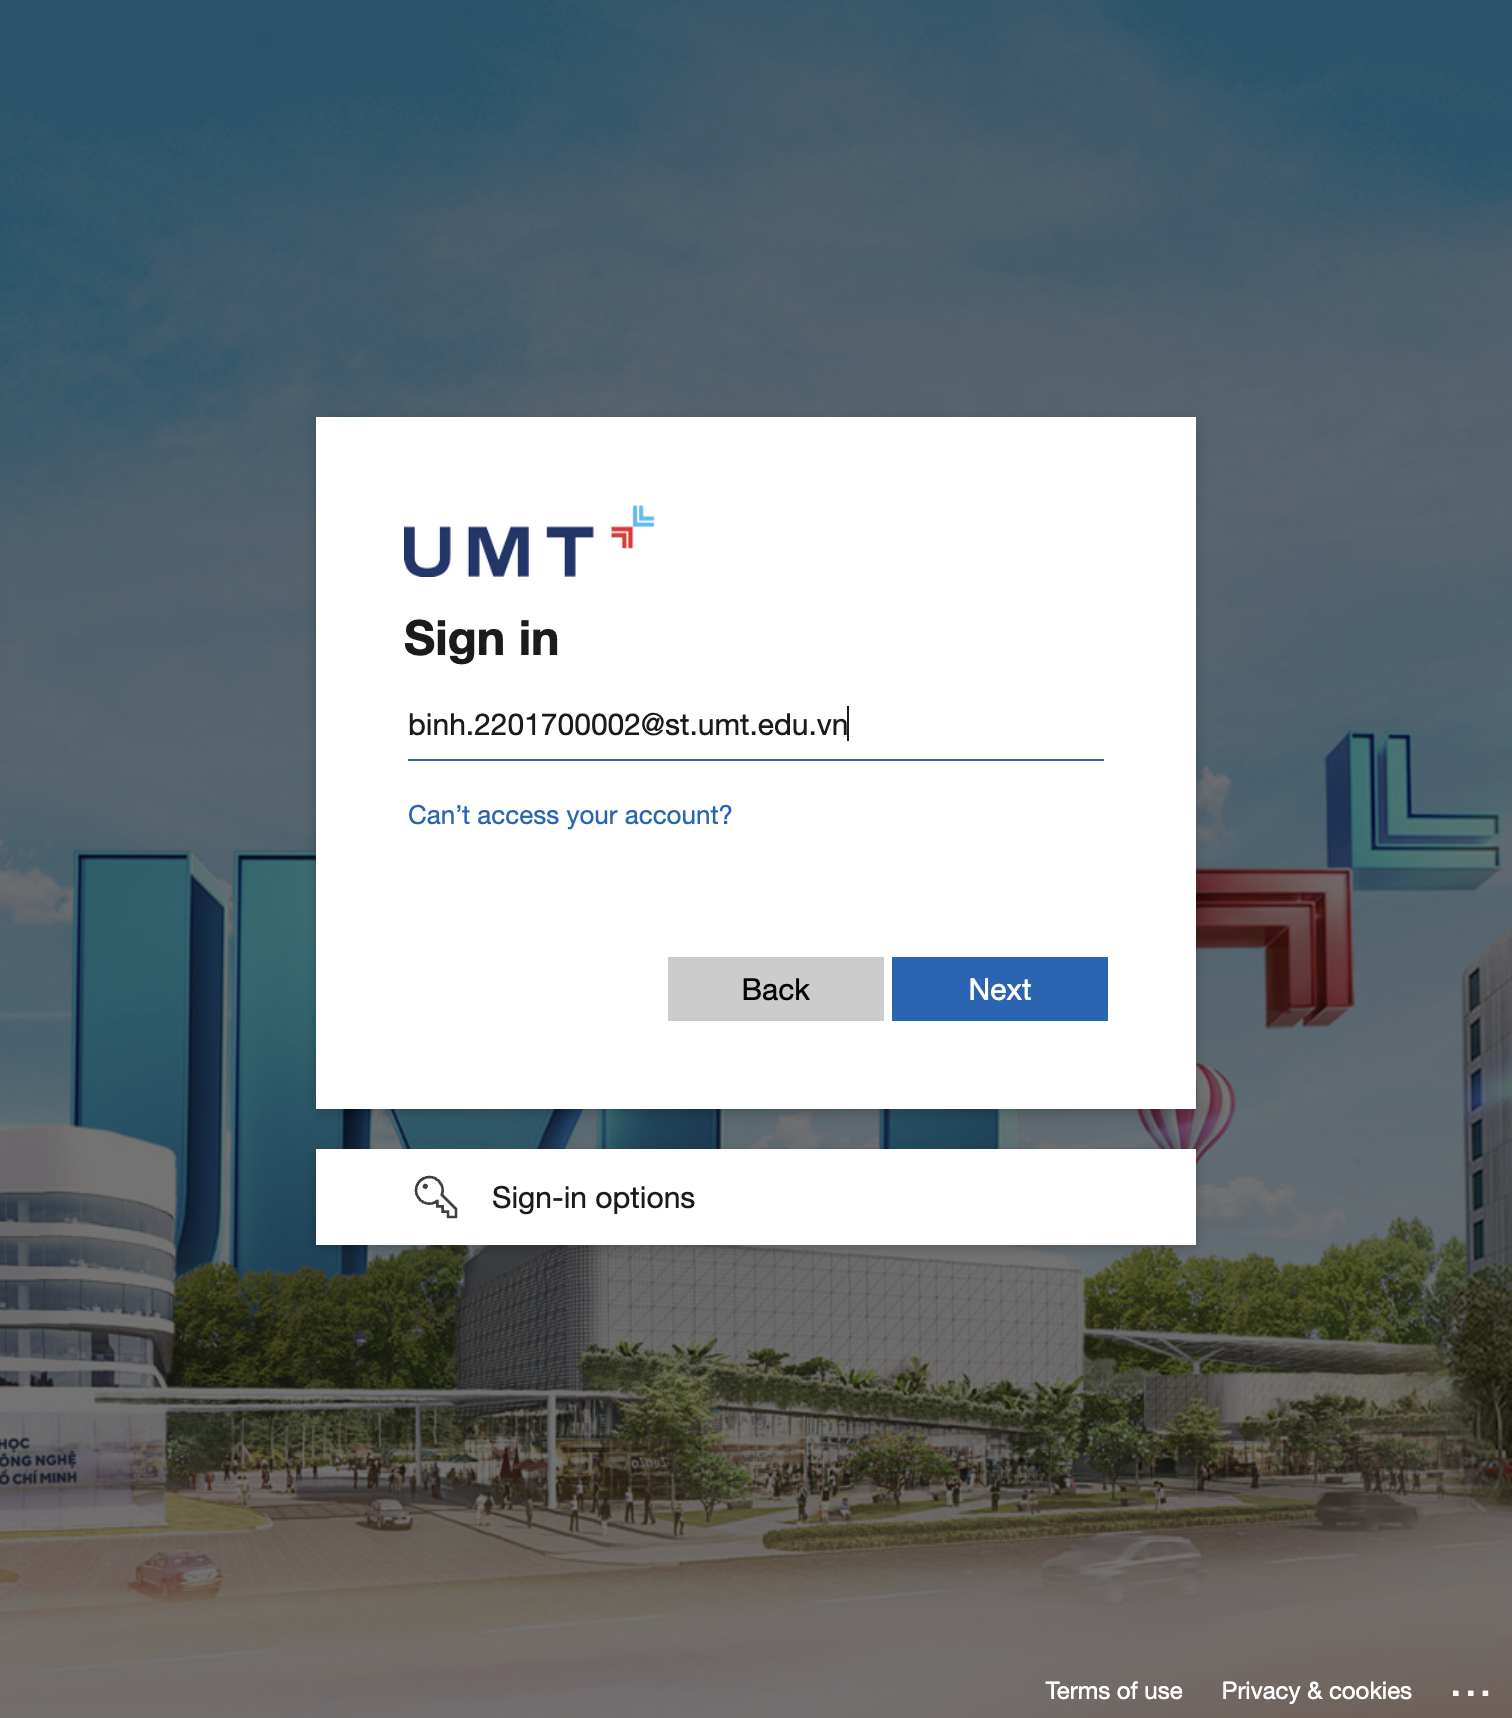 UMT
Sign in
binh.2201700002@st.umt.edu.vn
Can't access your account?
Back
Next
Sign-in options
HỌC
ÔNG NGHỆ
Ồ CHÍ MINH
Terms of use
Privacy & cookies
...